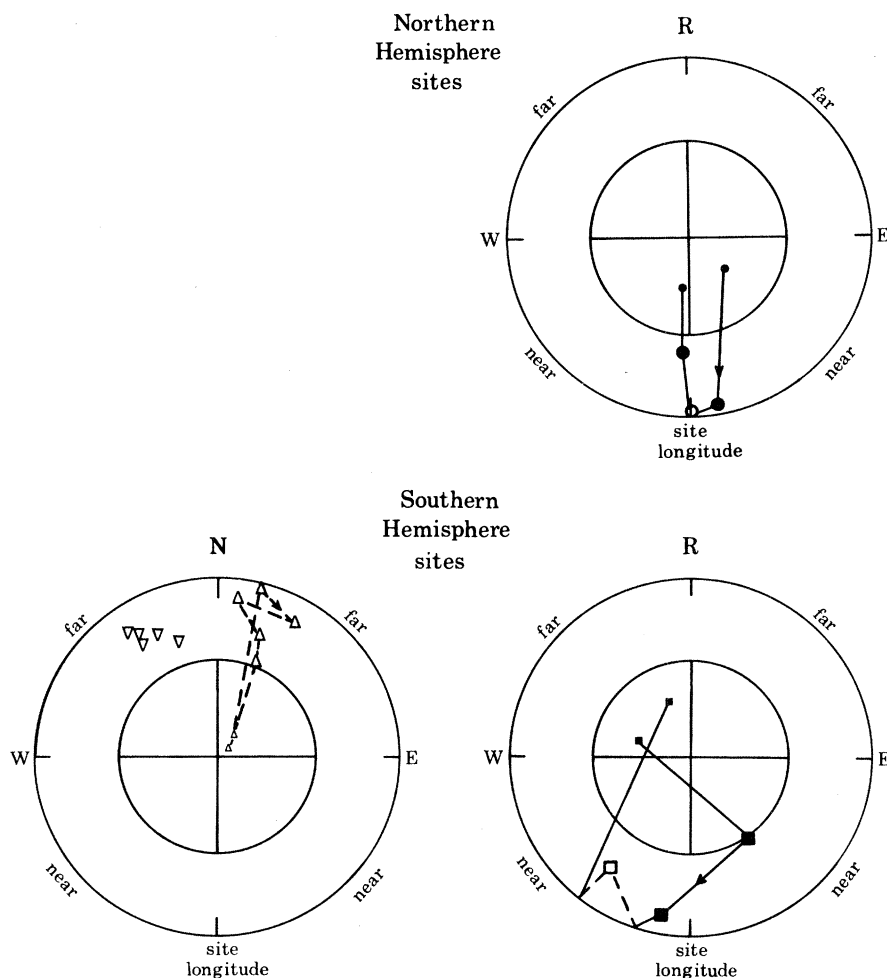 Northern
Hemisphere
sites
R
far
far
W
E
near
near
site
longitude
Southern
Hemisphere
sites
N
far
far
W
E
near
near
site
longitude
R
far
far
W
E
near
near
site
longitude